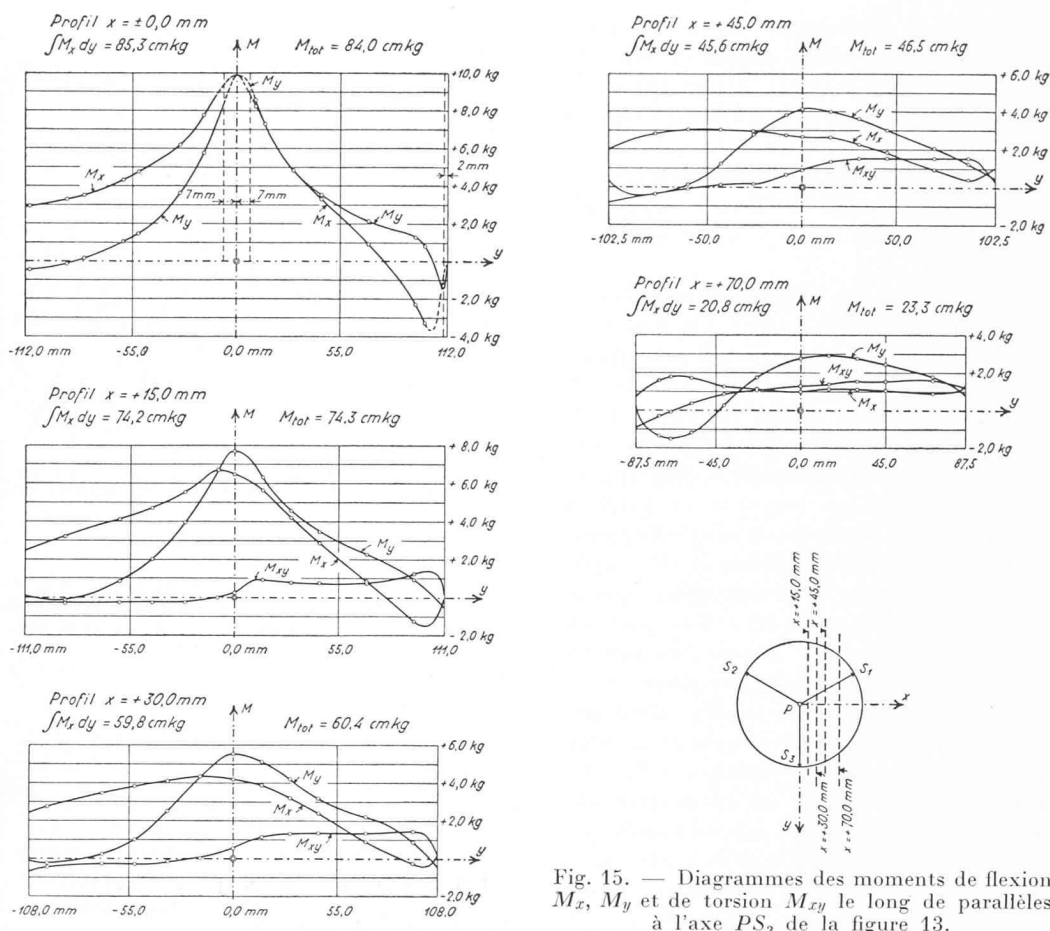 Profil x = ±0,0 mm
∫Mx dy = 85,3 cmkg
Mtot = 84,0 cmkg
M
+ 10,0 kg
+ 8,0 kg
+ 6,0 kg
+ 4,0 kg
+ 2,0 kg
- 2,0 kg
- 4,0 kg
y
2mm
My
Mx
7mm
7mm
My
Mx
My
-112,0 mm
-55,0
0,0 mm
55,0
112,0
Profil x = +15,0 mm
∫Mx dy = 74,2 cmkg
Mtot = 74,3 cmkg
M
+ 8,0 kg
+ 6,0 kg
+ 4,0 kg
+ 2,0 kg
- 2,0 kg
y
Mx
My
Mxy
-111,0 mm
-55,0
0,0 mm
55,0
111,0
Profil x = +30,0 mm
∫Mx dy = 59,8 cmkg
Mtot = 60,4 cmkg
M
+6,0 kg
+4,0 kg
+2,0 kg
-2,0 kg
y
My
Mx
Mxy
-108,0 mm
-55,0
0,0 mm
55,0
108,0
Profil x = +45,0 mm
∫Mx dy = 45,6 cmkg
Mtot = 46,5 cmkg
M
+6,0 kg
+4,0 kg
+2,0 kg
-2,0 kg
y
My
Mx
Mxy
-102,5 mm
-50,0
0,0 mm
50,0
102,5
Profil x = +70,0 mm
∫Mx dy = 20,8 cmkg
Mtot = 23,3 cmkg
M
+4,0 kg
+2,0 kg
-2,0 kg
y
My
Mxy
Mx
-87,5 mm
-45,0
0,0 mm
45,0
87,5
x=+15,0 mm
x=+45,0 mm
S2
S1
P
x
S3
y
x=+30,0 mm
x=+70,0 mm
Fig. 15. — Diagrammes des moments de flexion
Mx, My et de torsion Mxy le long de parallèles
à l'axe PS3 de la figure 13.